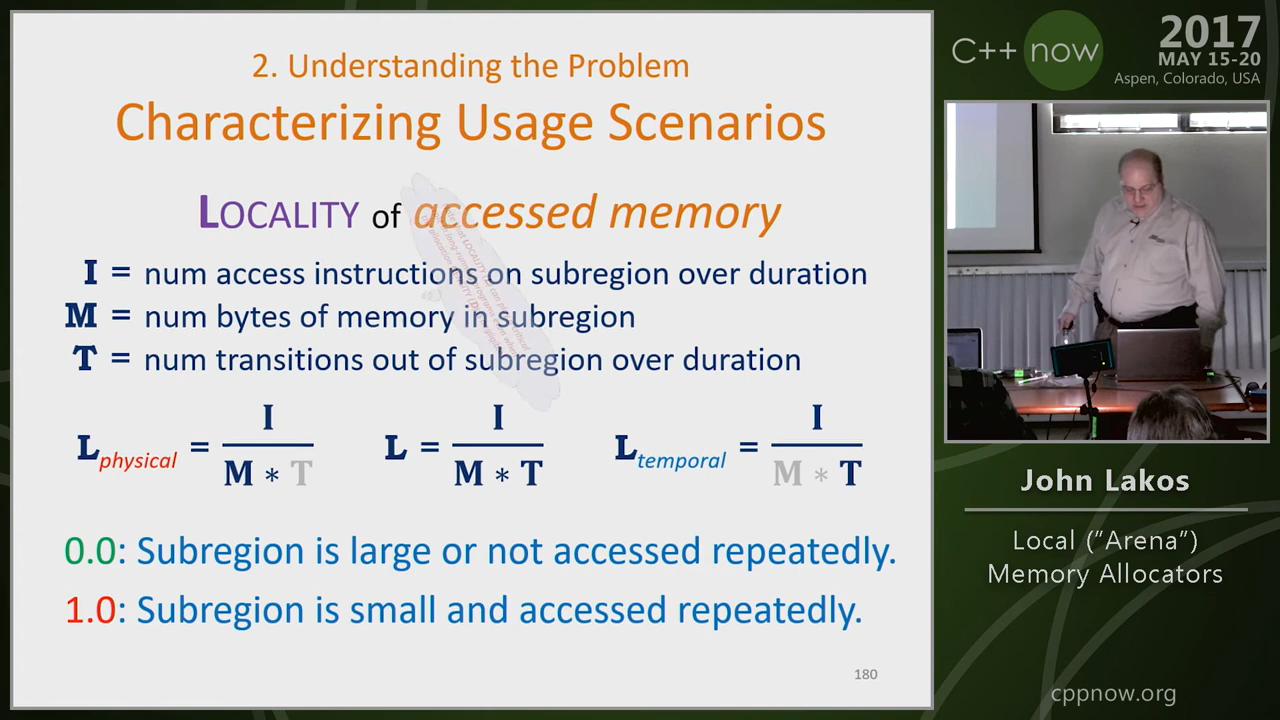 2. Understanding the Problem
Characterizing Usage Scenarios
LOCALITY of accessed memory
I = num access instructions on subregion over duration
M = num bytes of memory in subregion
T = num transitions out of subregion over duration
L physical = I / M * T
L = I / M * T
L temporal = I / M * T
0.0: Subregion is large or not accessed repeatedly.
1.0: Subregion is small and accessed repeatedly.
180
C++ now
2017
MAY 15-20
Aspen, Colorado, USA
John Lakos
Local ("Arena")
Memory Allocators
cppnow.org